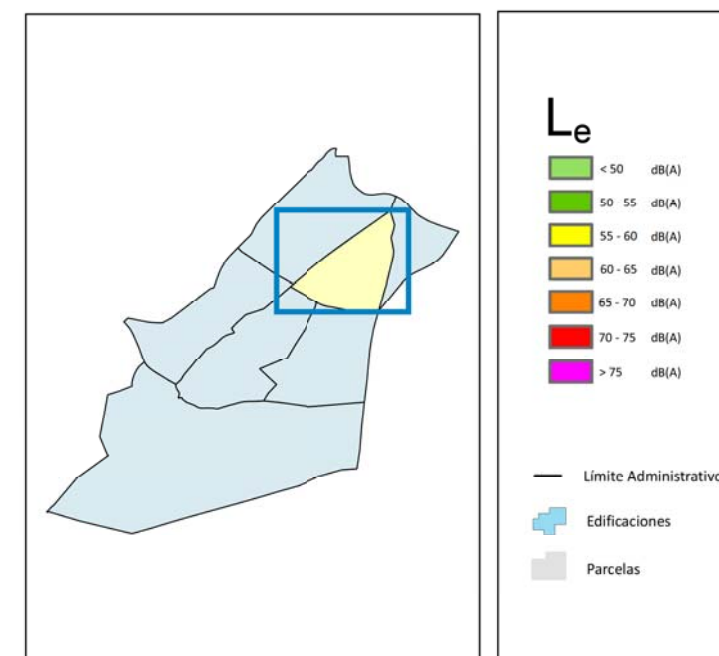 Le
< 50 dB(A)
50 - 55 dB(A)
55 - 60 dB(A)
60 - 65 dB(A)
65 - 70 dB(A)
70 - 75 dB(A)
> 75 dB(A)
Límite Administrativo
Edificaciones
Parcelas